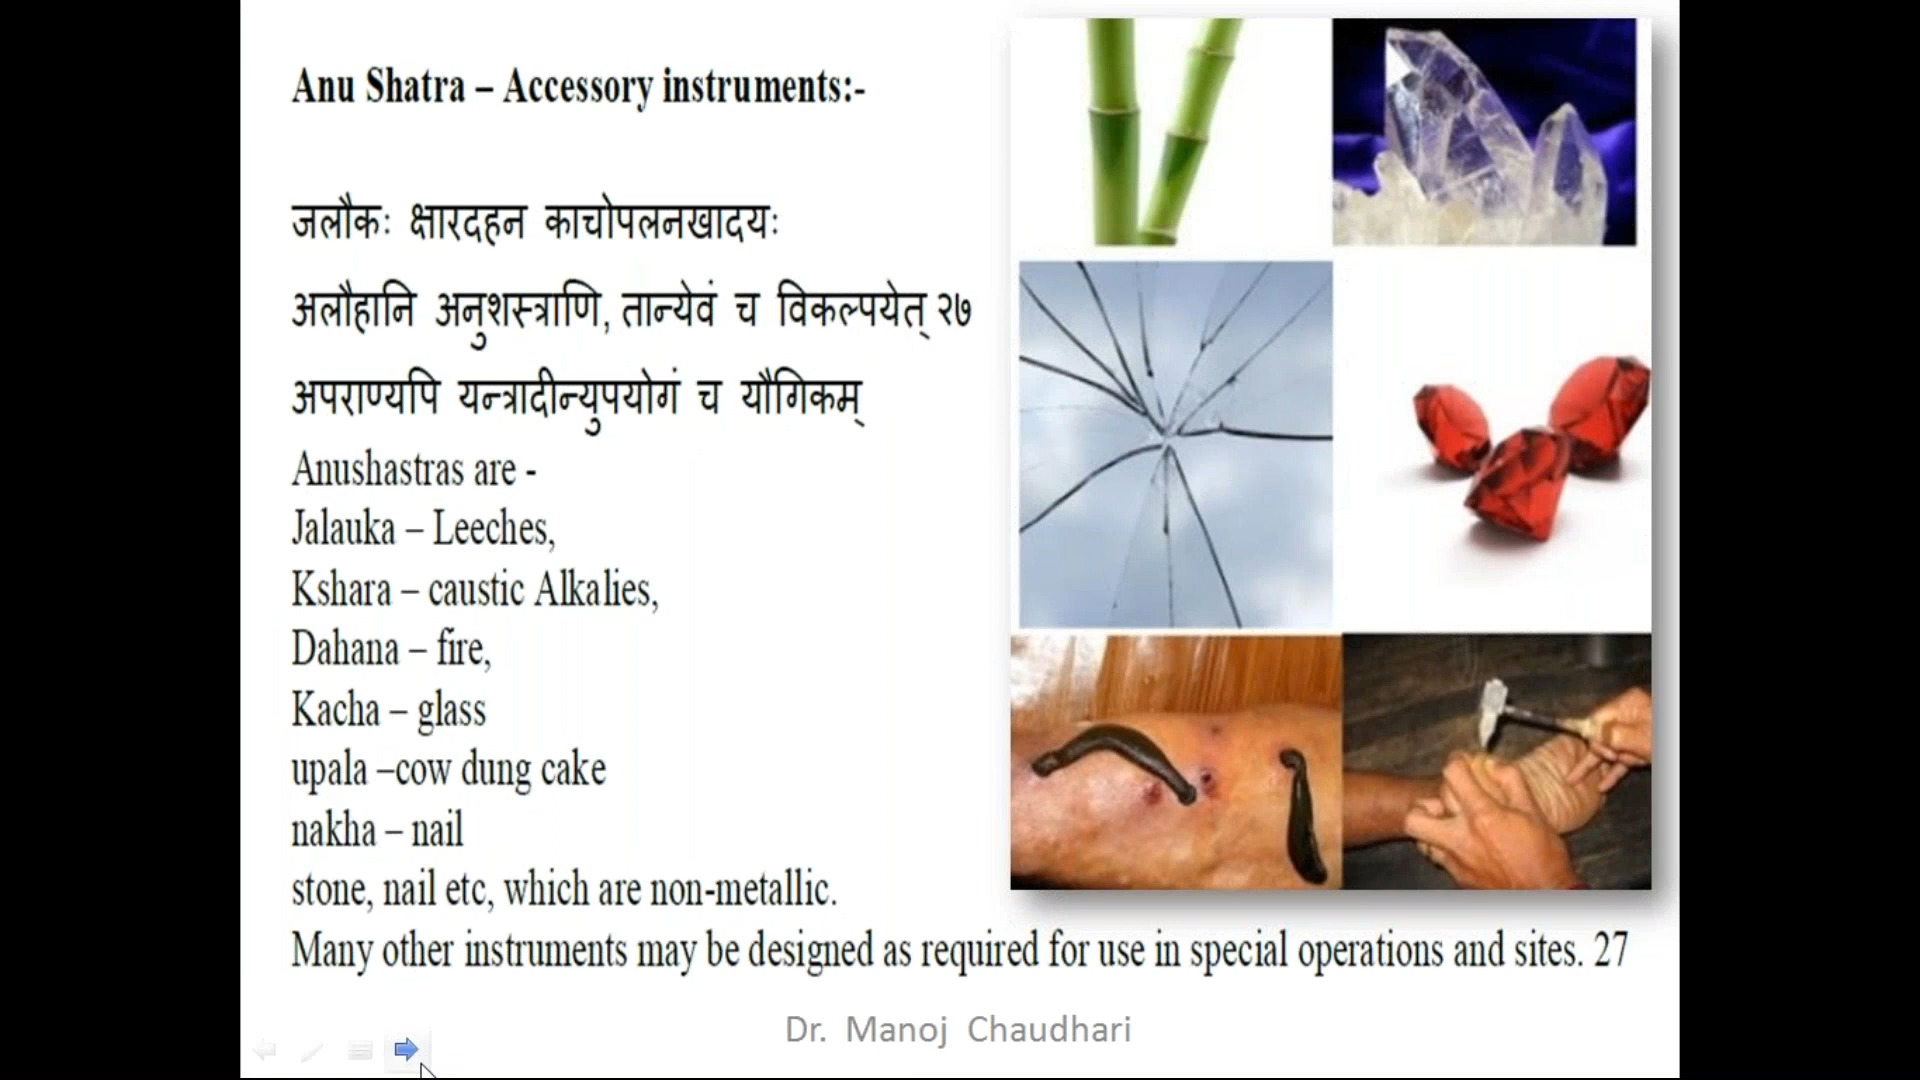 Anu Shatra – Accessory instruments:-
जलौकः क्षारदहन काचोपलनखादयः
अलौहानि अनुशस्त्राणि, तान्येवं च विकल्पयेत् २७
अपराण्यपि यन्त्रादीन्युपयोगं च यौगिकम्
Anushastras are -
Jalauka – Leeches,
Kshara – caustic Alkalies,
Dahana – fire,
Kacha – glass
upala –cow dung cake
nakha – nail
stone, nail etc, which are non-metallic.
Many other instruments may be designed as required for use in special operations and sites. 27
Dr. Manoj Chaudhari